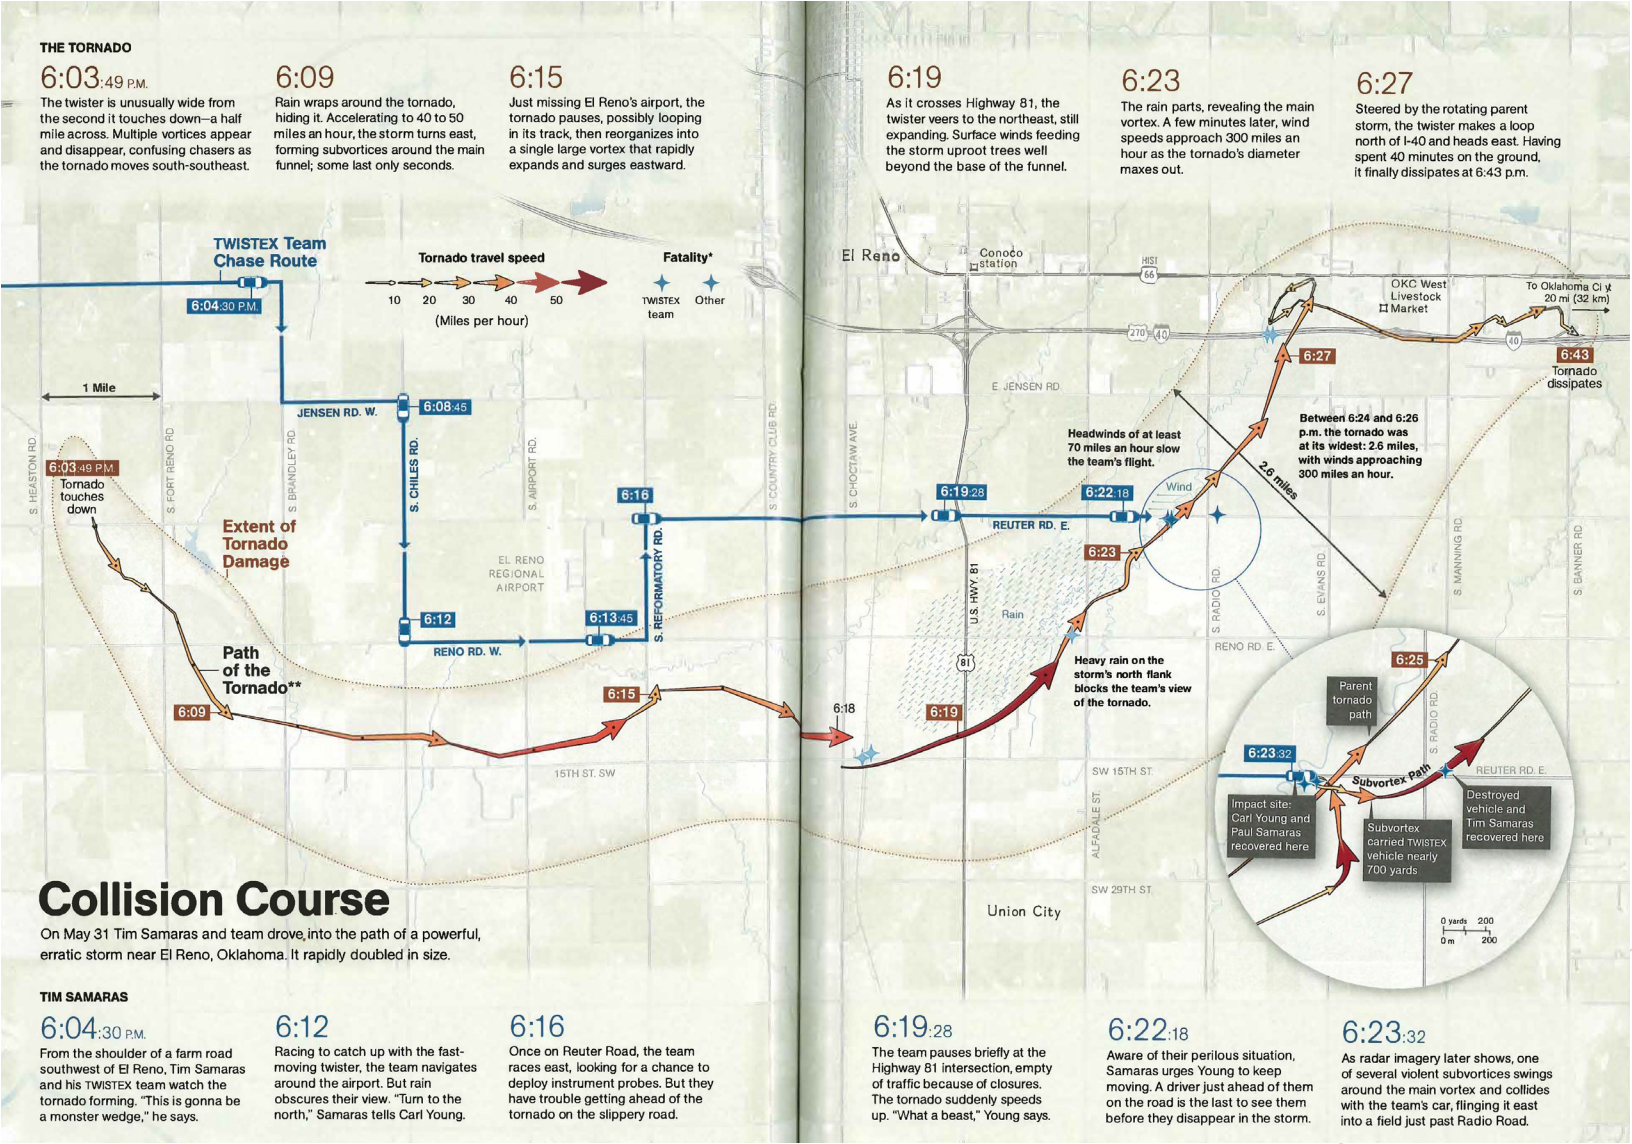 THE TORNADO
6:03:49 P.M.
The twister is unusually wide from
the second it touches down—a half
mile across. Multiple vortices appear
and disappear, confusing chasers as
the tornado moves south-southeast.
6:09
Rain wraps around the tornado,
hiding it. Accelerating to 40 to 50
miles an hour, the storm turns east,
forming subvortices around the main
funnel; some last only seconds.
6:15
Just missing El Reno's airport, the
tornado pauses, possibly looping
in its track, then reorganizes into
a single large vortex that rapidly
expands and surges eastward.
6:19
As it crosses Highway 81, the
twister veers to the northeast, still
expanding. Surface winds feeding
the storm uproot trees well
beyond the base of the funnel.
6:23
The rain parts, revealing the main
vortex. A few minutes later, wind
speeds approach 300 miles an
hour as the tornado's diameter
maxes out.
6:27
Steered by the rotating parent
storm, the twister makes a loop
north of I-40 and heads east. Having
spent 40 minutes on the ground,
it finally dissipates at 6:43 p.m.
TWISTEX Team
Chase Route
6:04:30 P.M.
Tornado travel speed
10 20 30 40 50
(Miles per hour)
Fatality*
TWISTEX
team
Other
El Reno
Conoco
station
HIST
66
OKC West
Livestock
Market
To Oklahoma Ci y
20 mi (32 km)
270 40
40
6:27
6:43
Tornado
dissipates
1 Mile
JENSEN RD. W.
6:08:45
E. JENSEN RD.
S. HEASTON RD.
S. FORT RENO RD.
S. BRANDLEY RD.
S. CHILES RD.
S. AIRPORT RD.
S. COUNTRY CLUB RD.
S. CHOCTAW AVE.
Headwinds of at least
70 miles an hour slow
the team's flight.
Between 6:24 and 6:26
p.m. the tornado was
at its widest: 2.6 miles,
with winds approaching
300 miles an hour.
2.6 miles
6:03:49 P.M.
Tornado
touches
down
6:16
6:19:28
6:22:18
Wind
REUTER RD. E.
Extent of
Tornado
Damage
EL RENO
REGIONAL
AIRPORT
S. REFORMATORY RD.
6:23
U.S. HWY. 81
Rain
S. RADIO RD.
S. EVANS RD.
S. MANNING RD.
S. BANNER RD.
6:12
6:13:45
RENO RD. W.
RENO RD. E.
Path
of the
Tornado**
81
Heavy rain on the
storm's north flank
blocks the team's view
of the tornado.
6:09
6:15
6:18
6:19
15TH ST. SW
SW 15TH ST.
ALFADALE ST.
SW 29TH ST.
Union City
6:25
Parent
tornado
path
S. RADIO RD.
6:23:32
Subvortex Path
REUTER RD. E.
Impact site:
Carl Young and
Paul Samaras
recovered here
Subvortex
carried TWISTEX
vehicle nearly
700 yards
Destroyed
vehicle and
Tim Samaras
recovered here
0 yards 200
0 m 200
Collision Course
On May 31 Tim Samaras and team drove into the path of a powerful,
erratic storm near El Reno, Oklahoma. It rapidly doubled in size.
TIM SAMARAS
6:04:30 P.M.
From the shoulder of a farm road
southwest of El Reno, Tim Samaras
and his TWISTEX team watch the
tornado forming. "This is gonna be
a monster wedge," he says.
6:12
Racing to catch up with the fast-
moving twister, the team navigates
around the airport. But rain
obscures their view. "Turn to the
north," Samaras tells Carl Young.
6:16
Once on Reuter Road, the team
races east, looking for a chance to
deploy instrument probes. But they
have trouble getting ahead of the
tornado on the slippery road.
6:19:28
The team pauses briefly at the
Highway 81 intersection, empty
of traffic because of closures.
The tornado suddenly speeds
up. "What a beast," Young says.
6:22:18
Aware of their perilous situation,
Samaras urges Young to keep
moving. A driver just ahead of them
on the road is the last to see them
before they disappear in the storm.
6:23:32
As radar imagery later shows, one
of several violent subvortices swings
around the main vortex and collides
with the team's car, flinging it east
into a field just past Radio Road.